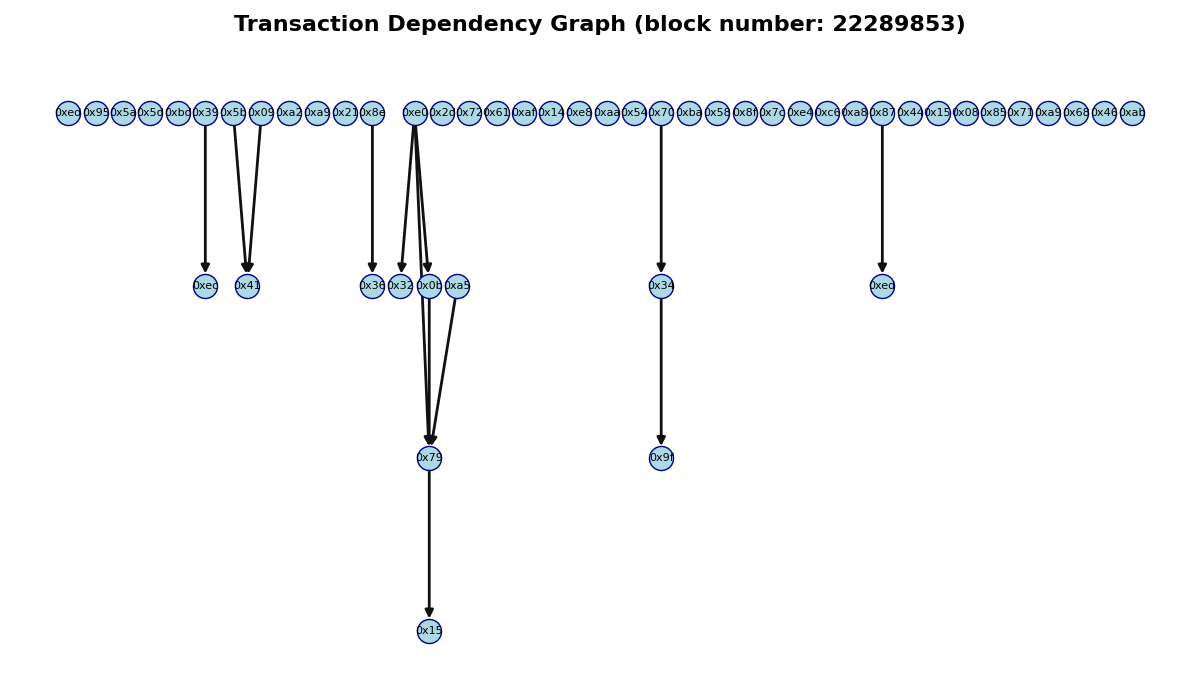 Transaction Dependency Graph (block number: 22289853)
0xed 0x95 0x5a 0x5d 0xbd 0x39 0x5b 0x09 0xa2 0xa9 0x21 0x8e 0xe0 0x2d 0x72 0x61 0xaf 0x14 0xe8 0xaa 0x54 0x70 0xba 0x58 0x8f 0x7c 0xe4 0xc6 0xa8 0x87 0x44 0x15 0x08 0x85 0x71 0xa9 0x68 0x46 0xab
0xec 0x41 0x36 0x32 0x0b 0xa5 0x34 0xed
0x79 0x9f
0x15